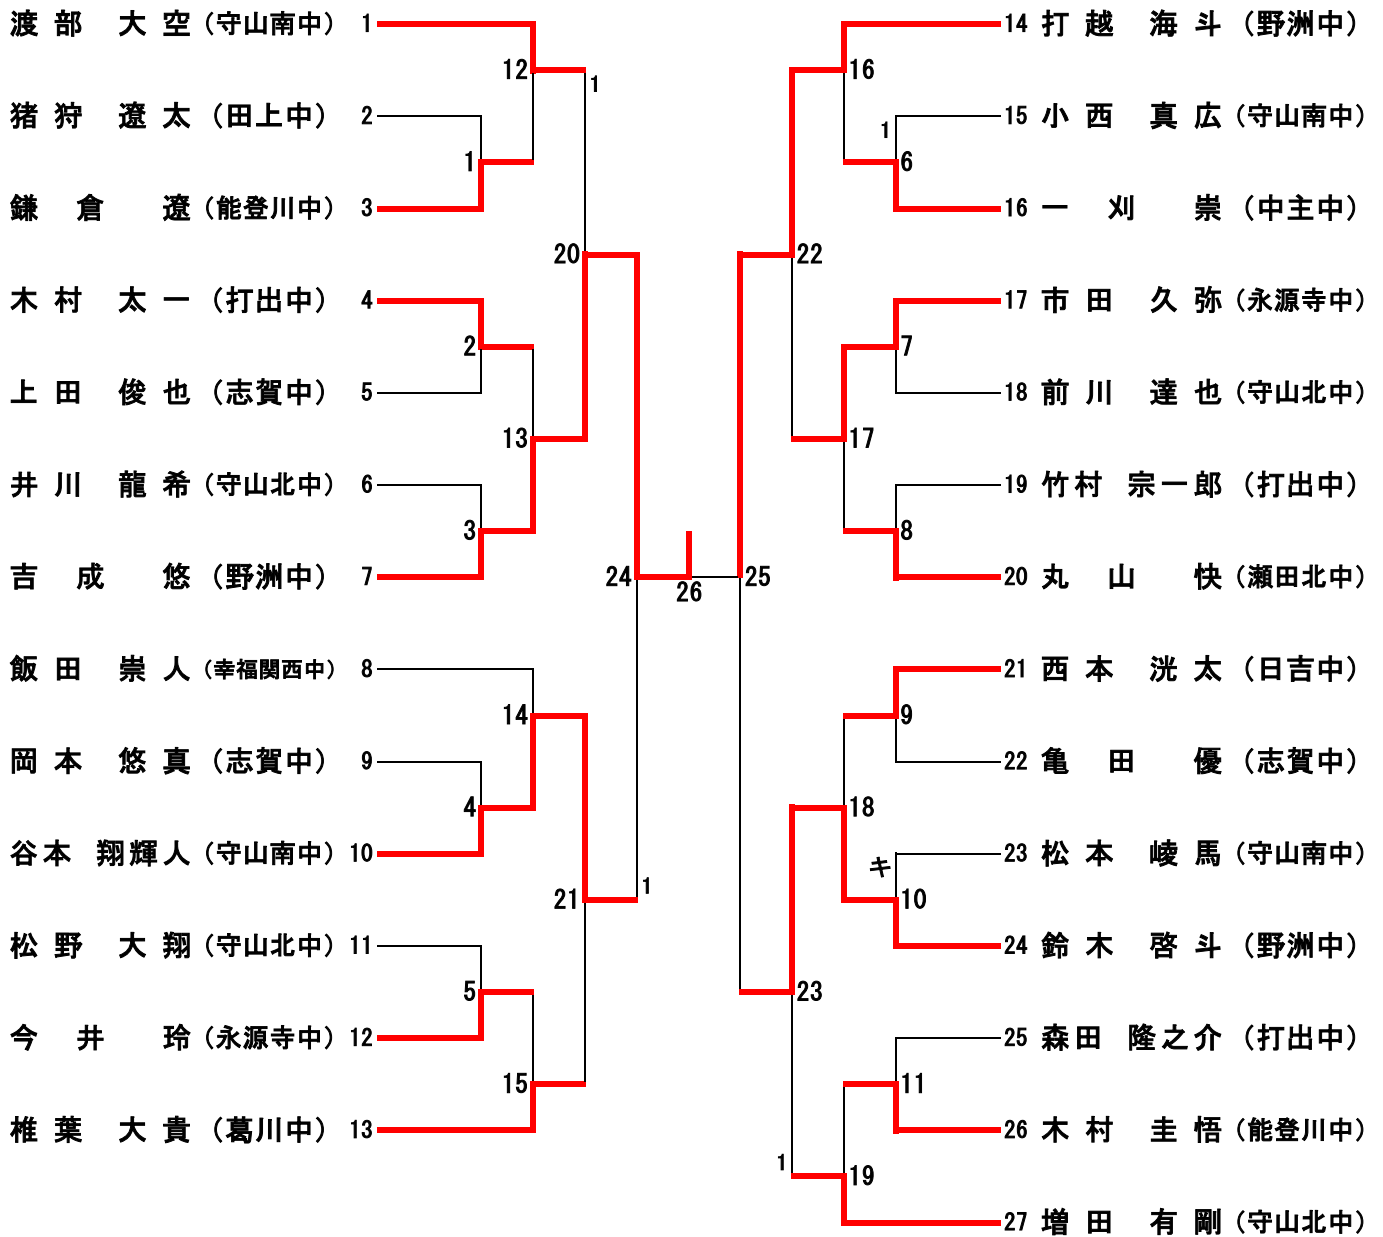 渡部 大空（守山南中） 1
猪狩 遼太（田上中） 2
鎌倉 遼（能登川中） 3
木村 太一（打出中） 4
上田 俊也（志賀中） 5
井川 龍希（守山北中） 6
吉成 悠（野洲中） 7
飯田 崇人（幸福関西中） 8
岡本 悠真（志賀中） 9
谷本 翔輝人（守山南中） 10
松野 大翔（守山北中） 11
今井 玲（永源寺中） 12
椎葉 大貴（葛川中） 13
12
1
1
20
2
13
3
24
14
4
21
1
5
15
26
16
1
6
22
7
17
8
25
9
18
キ
10
23
11
1
19
14 打越 海斗（野洲中）
15 小西 真広（守山南中）
16 一刈 崇（中主中）
17 市田 久弥（永源寺中）
18 前川 達也（守山北中）
19 竹村 宗一郎（打出中）
20 丸山 快（瀬田北中）
21 西本 洸太（日吉中）
22 亀田 優（志賀中）
23 松本 崚馬（守山南中）
24 鈴木 啓斗（野洲中）
25 森田 隆之介（打出中）
26 木村 圭悟（能登川中）
27 増田 有剛（守山北中）